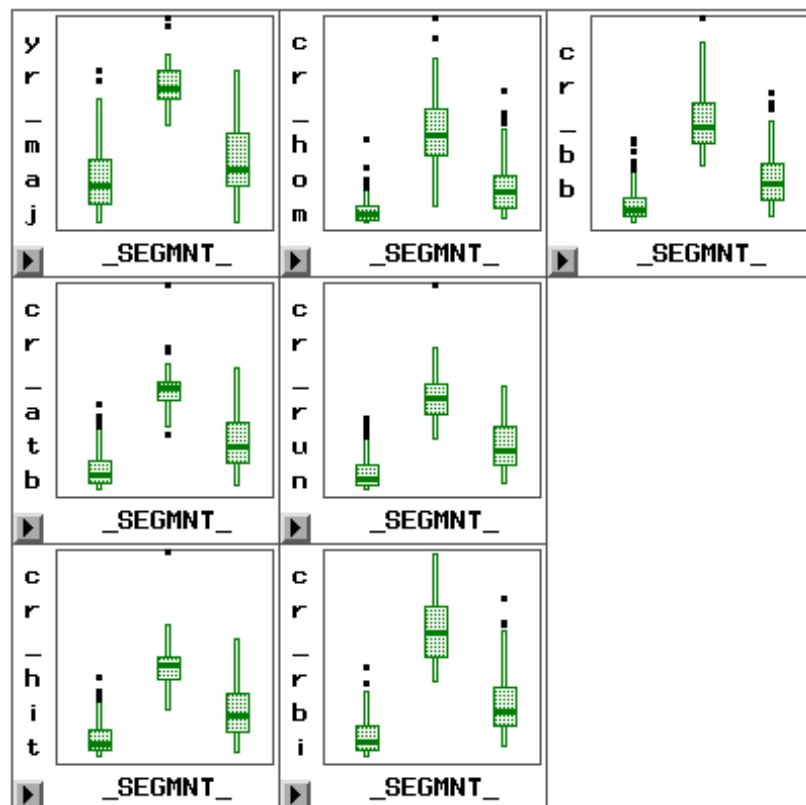 yr_maj
_SEGMNT_
cr_hom
_SEGMNT_
cr_bb
_SEGMNT_
cr_atb
_SEGMNT_
cr_run
_SEGMNT_
cr_hit
_SEGMNT_
cr_rbi
_SEGMNT_